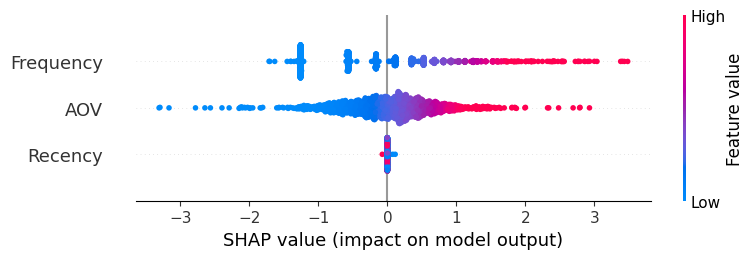 High
Frequency
AOV
Recency
Feature value
Low
−3 −2 −1 0 1 2 3
SHAP value (impact on model output)